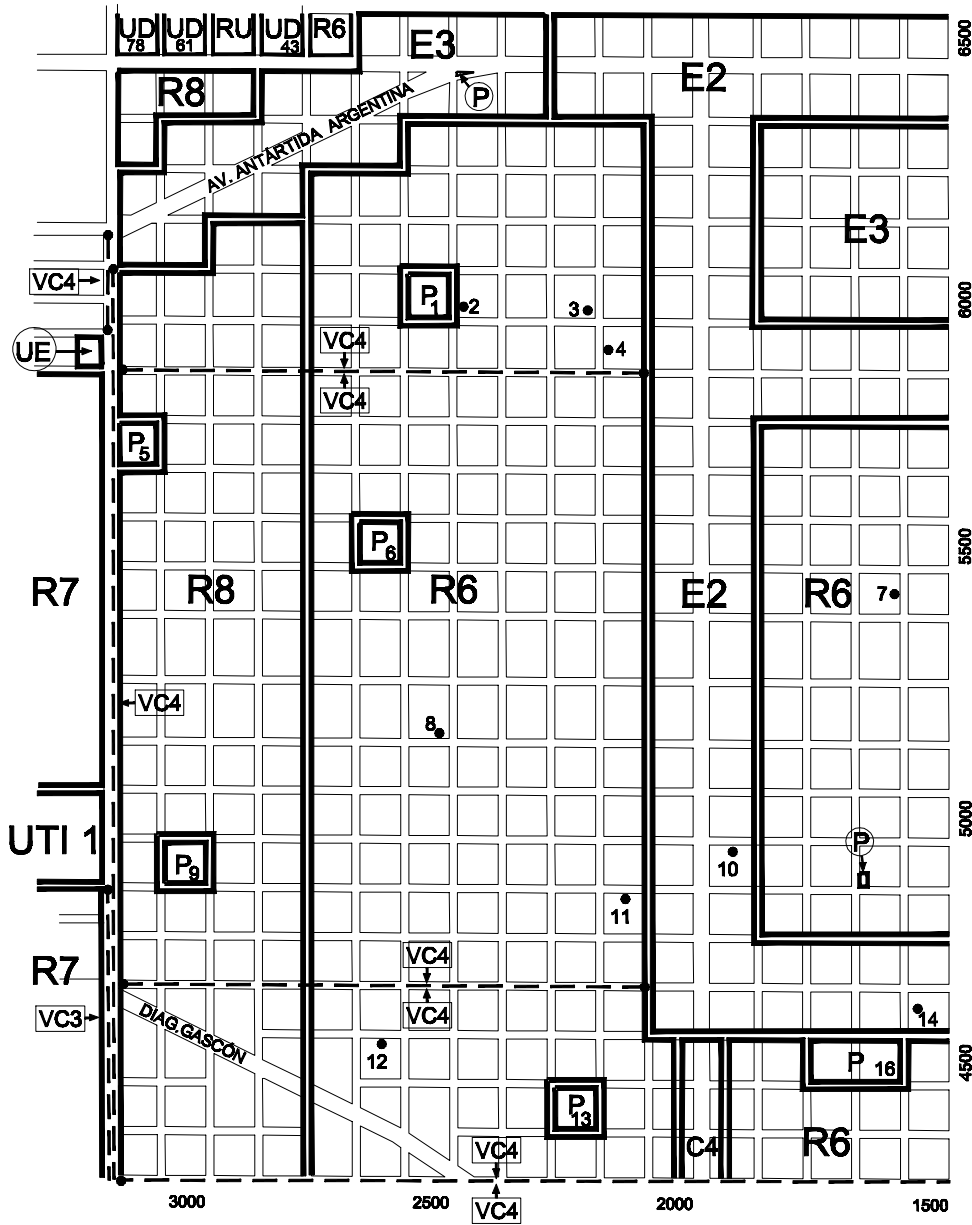 UD 78
UD 61
RU
UD 43
R6
E3
6500
E2
R8
P
AV. ANTÁRTIDA ARGENTINA
E3
VC4
P1
2
3
6000
UE
VC4
4
VC4
P5
P6
5500
R7
R8
R6
E2
R6
7
VC4
8
5000
UTI 1
P
P9
10
11
R7
VC4
VC3
VC4
14
DIAG.GASCÓN
12
P 16
4500
P13
C4
R6
VC4
3000
2500
VC4
2000
1500